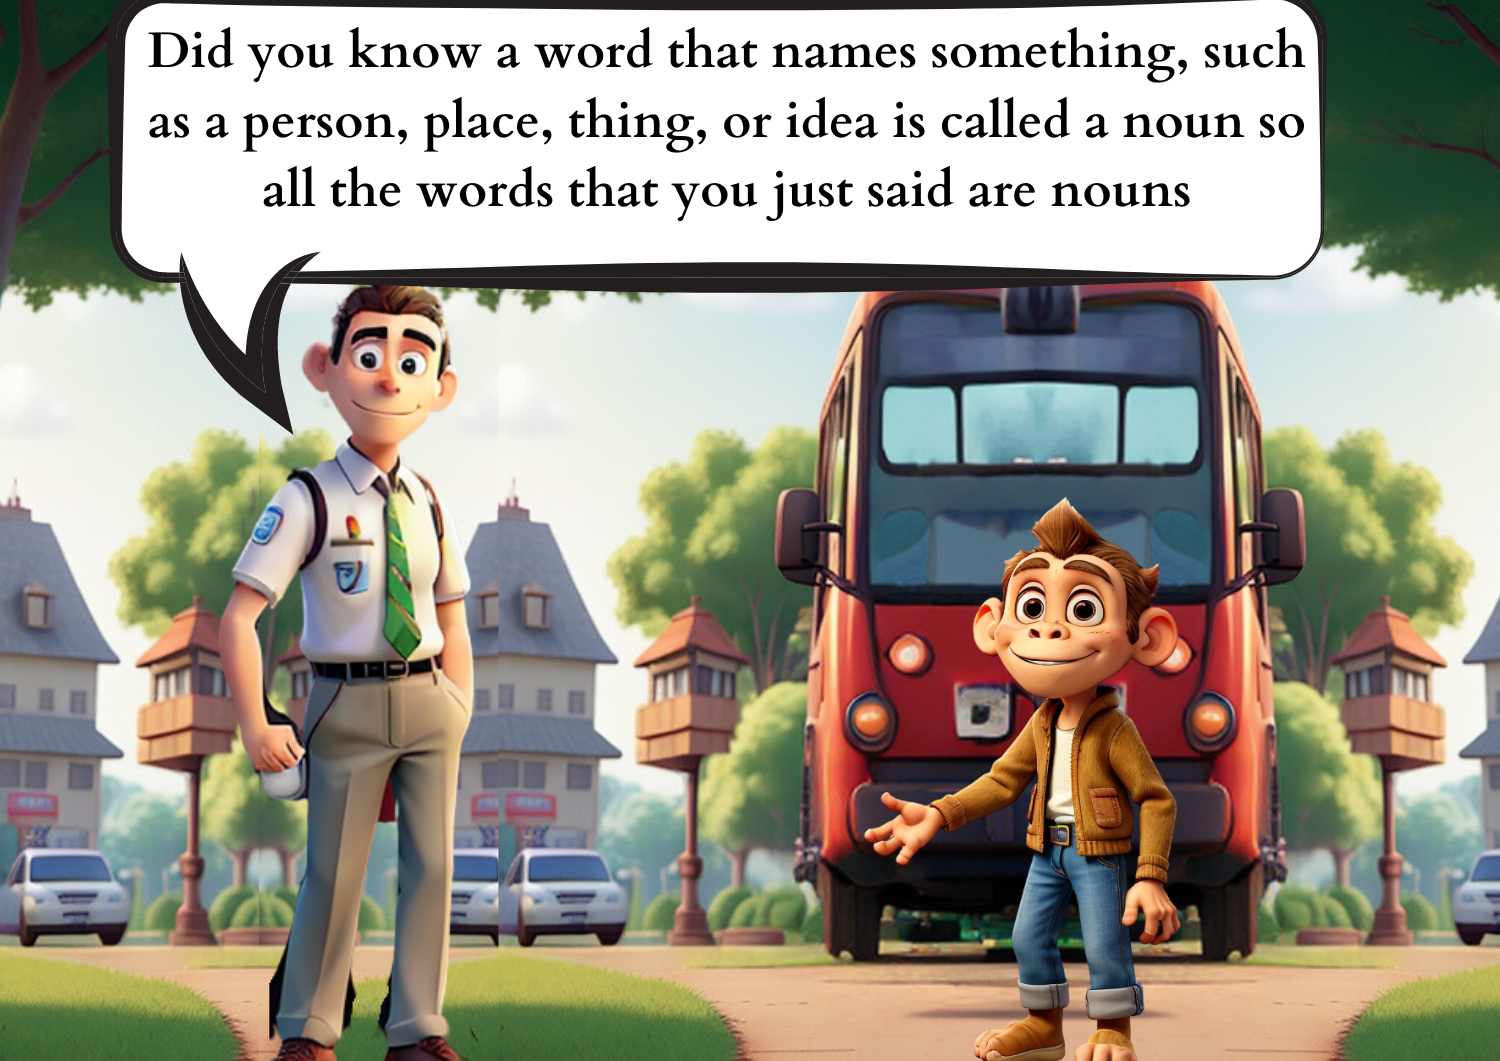 Did you know a word that names something, such
as a person, place, thing, or idea is called a noun so
all the words that you just said are nouns